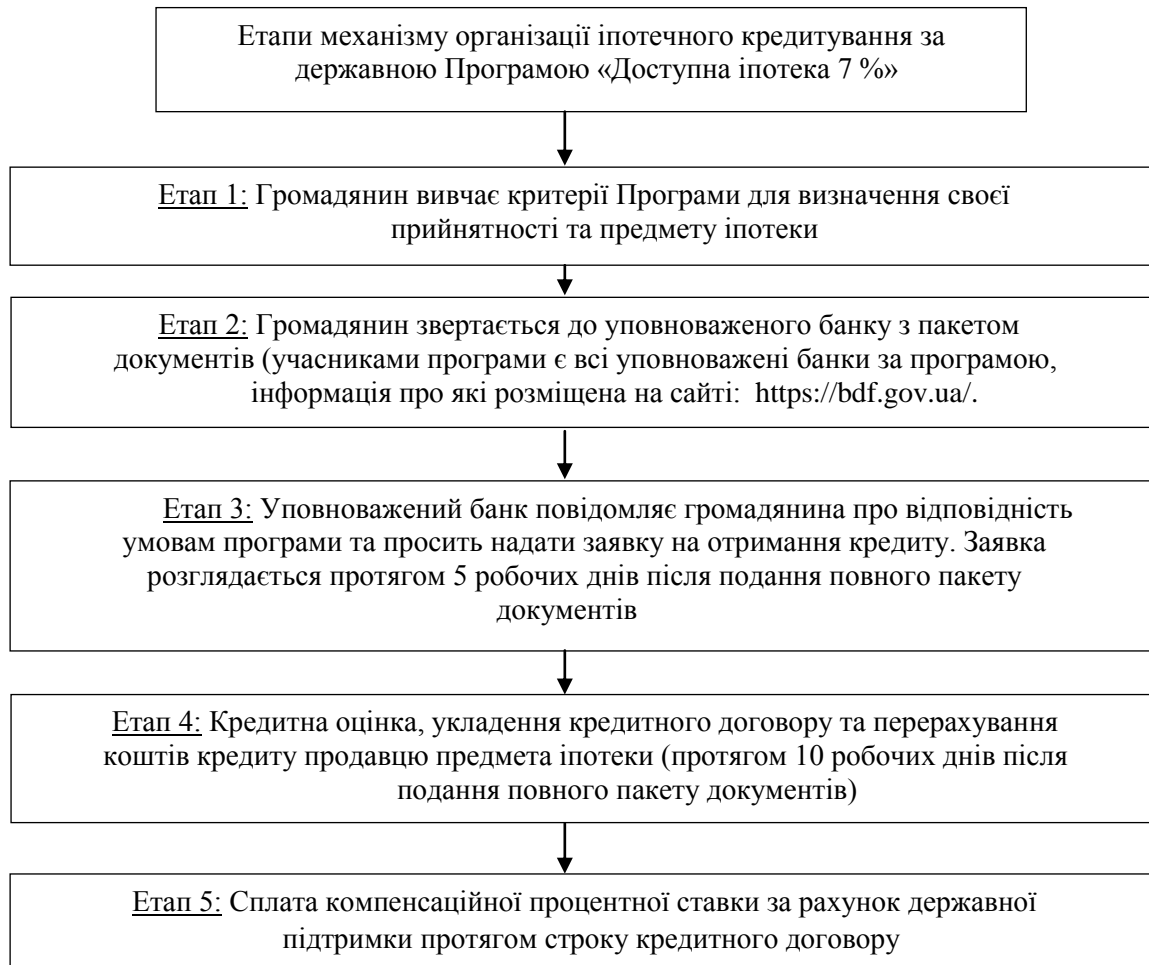 Етапи механізму організації іпотечного кредитування за
державною Програмою «Доступна іпотека 7 %»
Етап 1: Громадянин вивчає критерії Програми для визначення своєї
прийнятності та предмету іпотеки
Етап 2: Громадянин звертається до уповноваженого банку з пакетом
документів (учасниками програми є всі уповноважені банки за програмою,
інформація про які розміщена на сайті: https://bdf.gov.ua/.
Етап 3: Уповноважений банк повідомляє громадянина про відповідність
умовам програми та просить надати заявку на отримання кредиту. Заявка
розглядається протягом 5 робочих днів після подання повного пакету
документів
Етап 4: Кредитна оцінка, укладення кредитного договору та перерахування
коштів кредиту продавцю предмета іпотеки (протягом 10 робочих днів після
подання повного пакету документів)
Етап 5: Сплата компенсаційної процентної ставки за рахунок державної
підтримки протягом строку кредитного договору